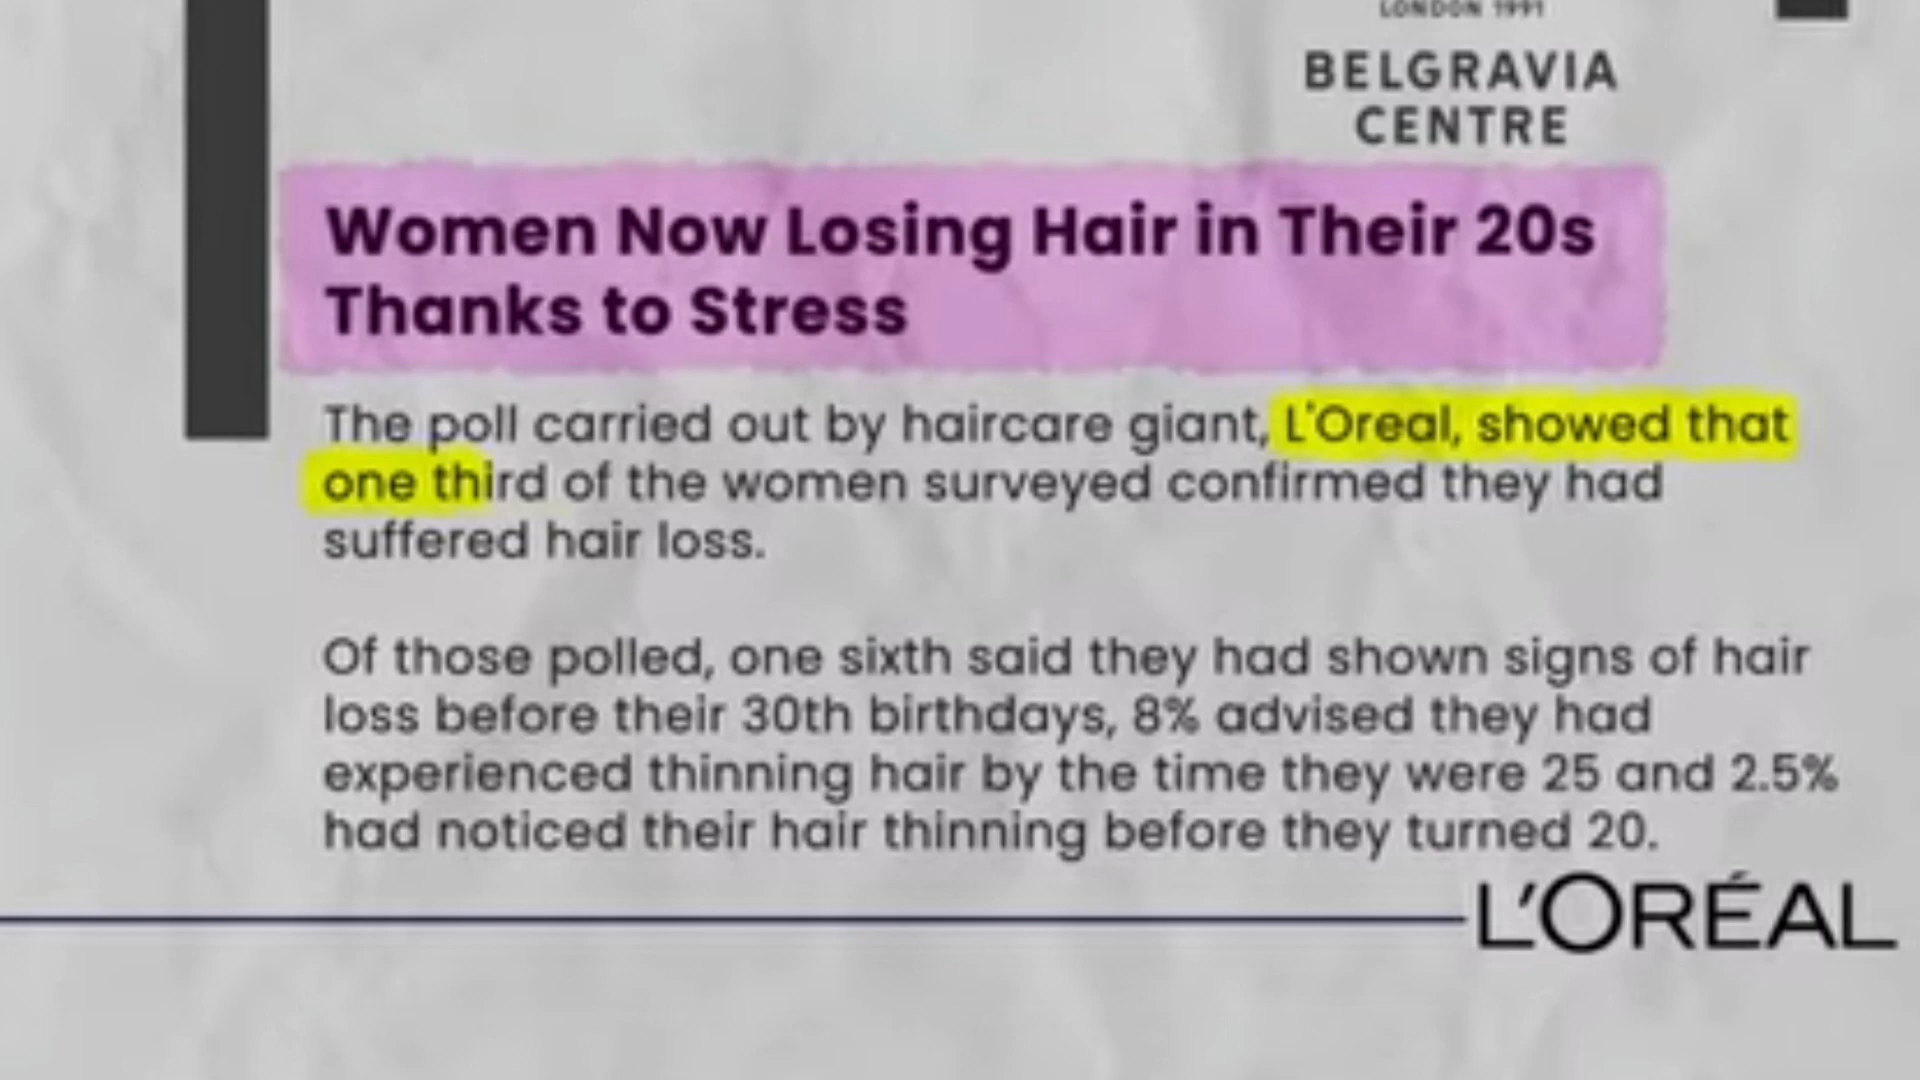 LONDON 1991
BELGRAVIA
CENTRE
Women Now Losing Hair in Their 20s
Thanks to Stress
The poll carried out by haircare giant, L'Oreal, showed that
one third of the women surveyed confirmed they had
suffered hair loss.
Of those polled, one sixth said they had shown signs of hair
loss before their 30th birthdays, 8% advised they had
experienced thinning hair by the time they were 25 and 2.5%
had noticed their hair thinning before they turned 20.
L'ORÉAL